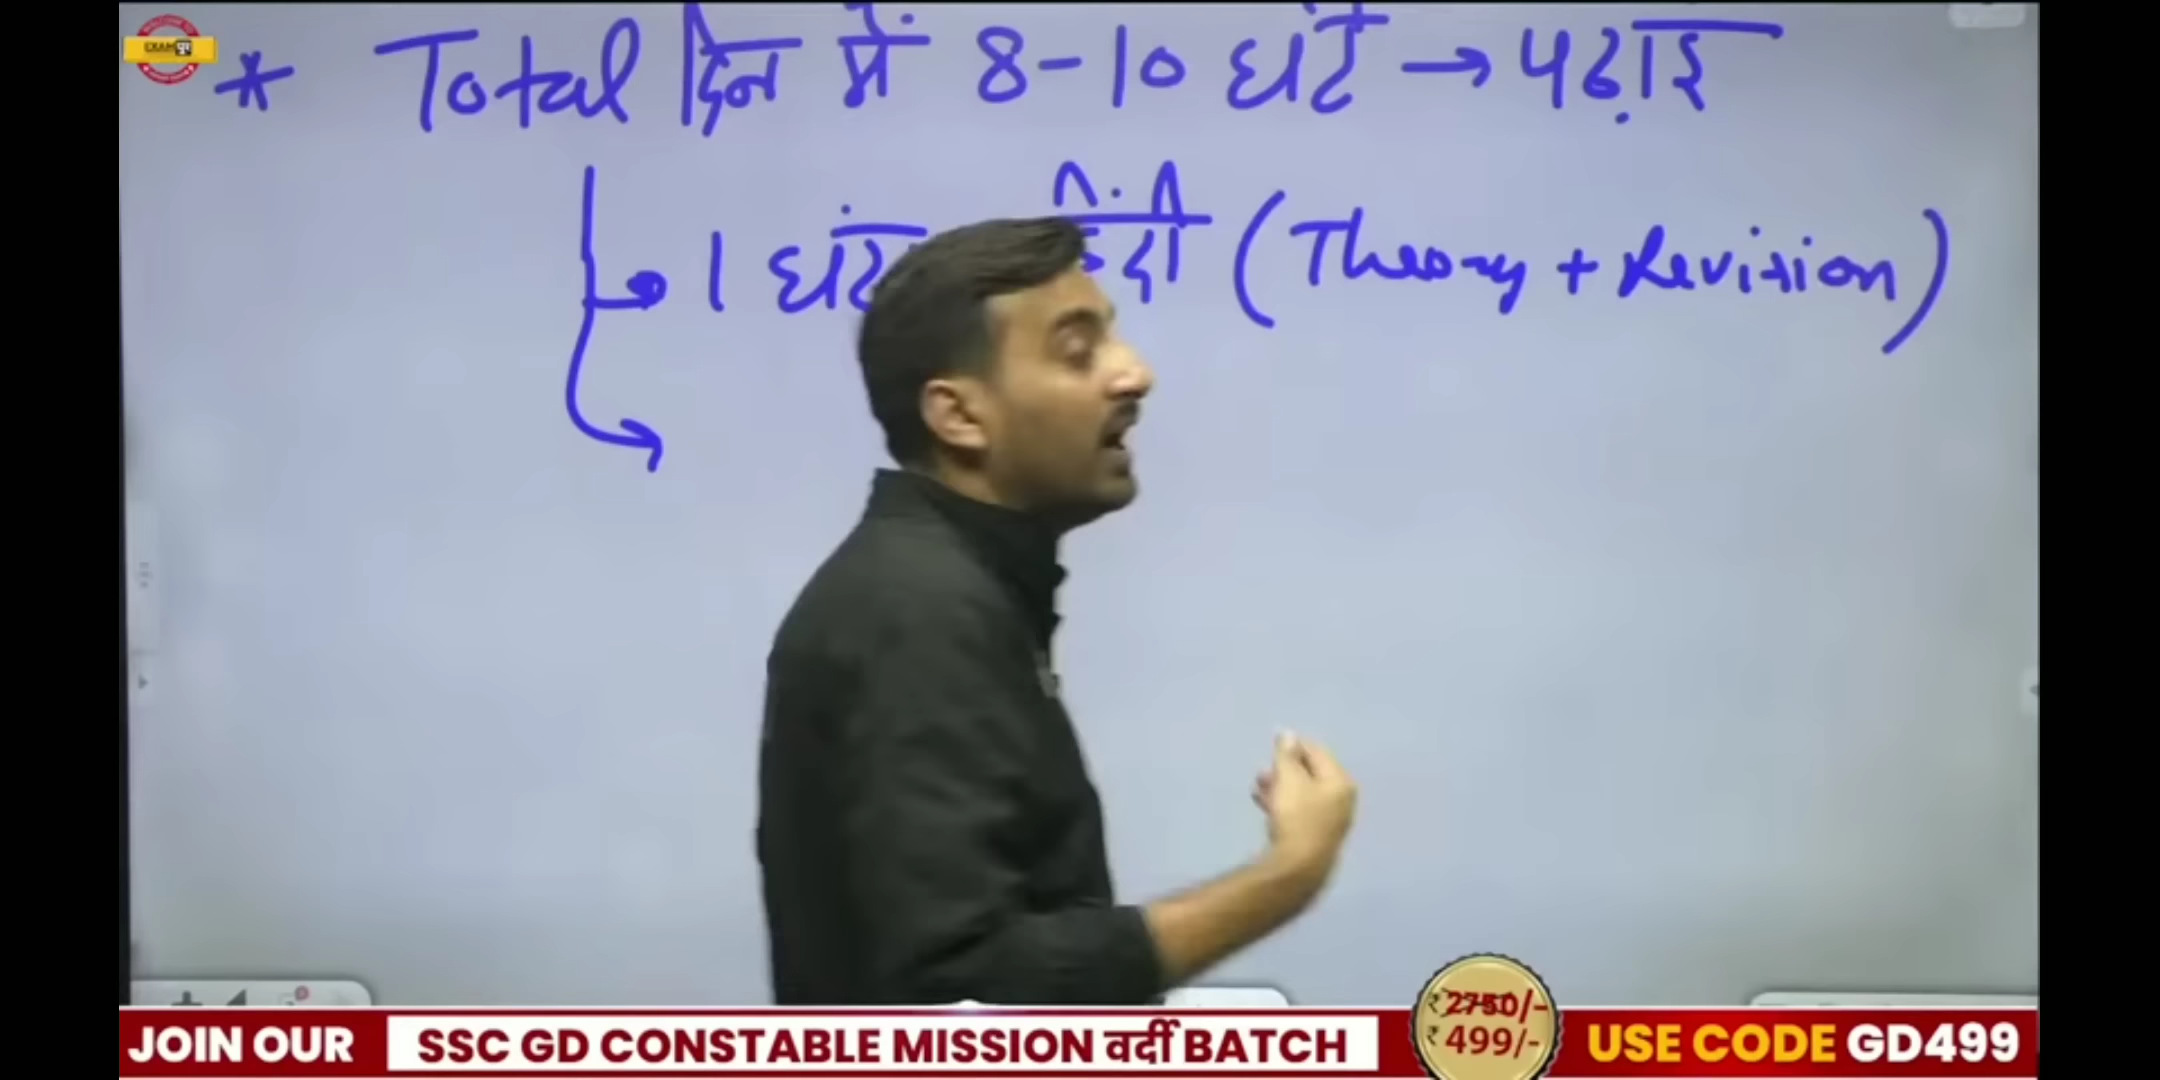 EXAM
* Total दिन में 8-10 घंटे → पढ़ाई
1 घंटा (Theory + Revision)
₹2750/-
JOIN OUR SSC GD CONSTABLE MISSION वर्दी BATCH ₹499/- USE CODE GD499